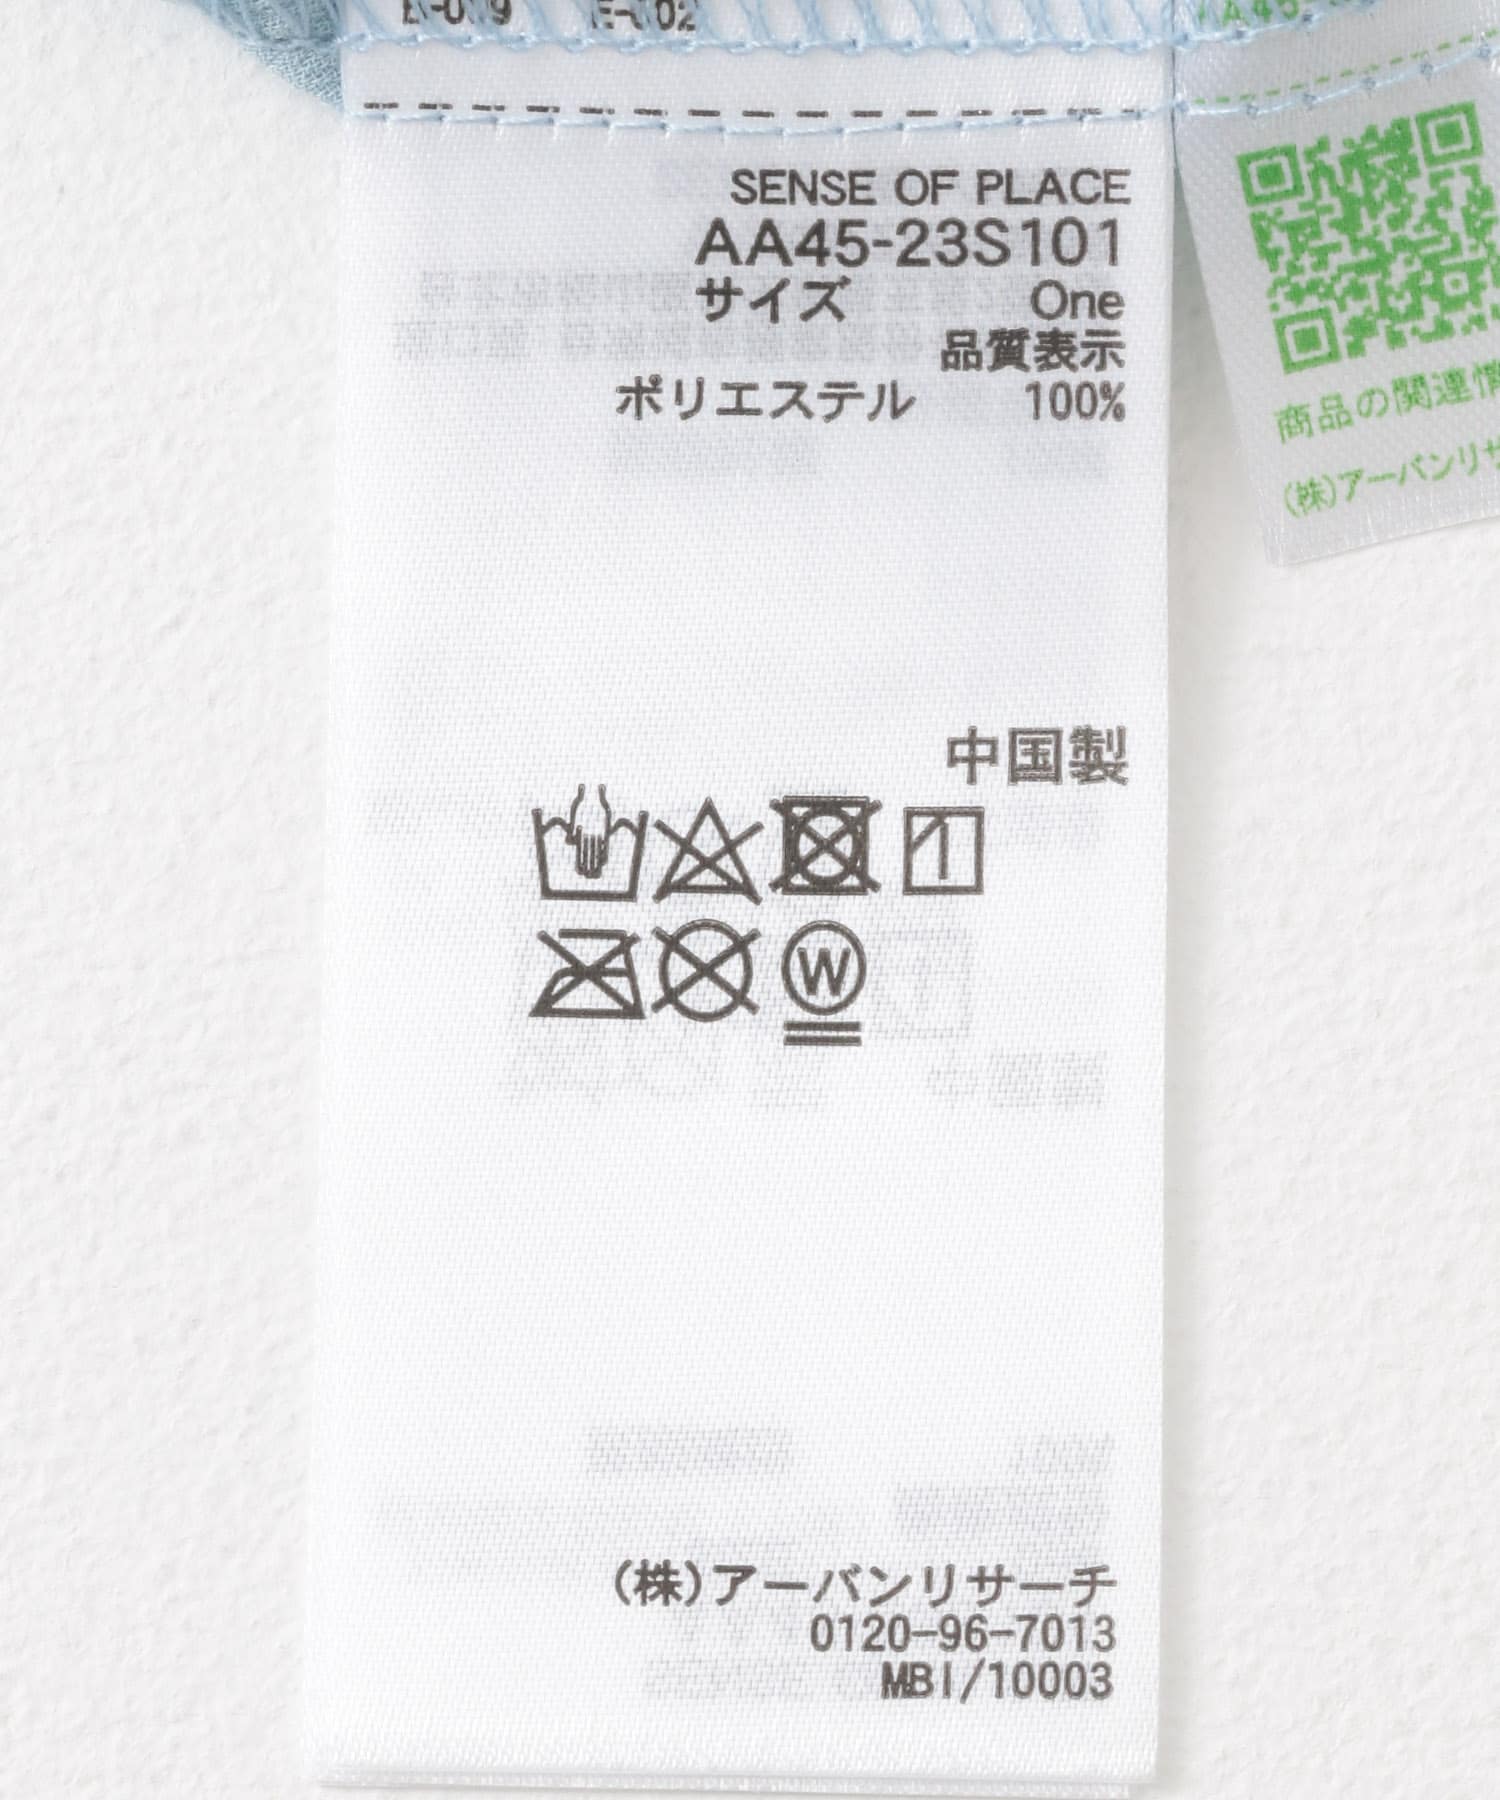 SENSE OF PLACE
AA45-23S101
サイズ One
品質表示
ポリエステル 100%
中国製
W
(株)アーバンリサーチ
0120-96-7013
MBI/10003
商品の関連情
(株)アーバンリサ